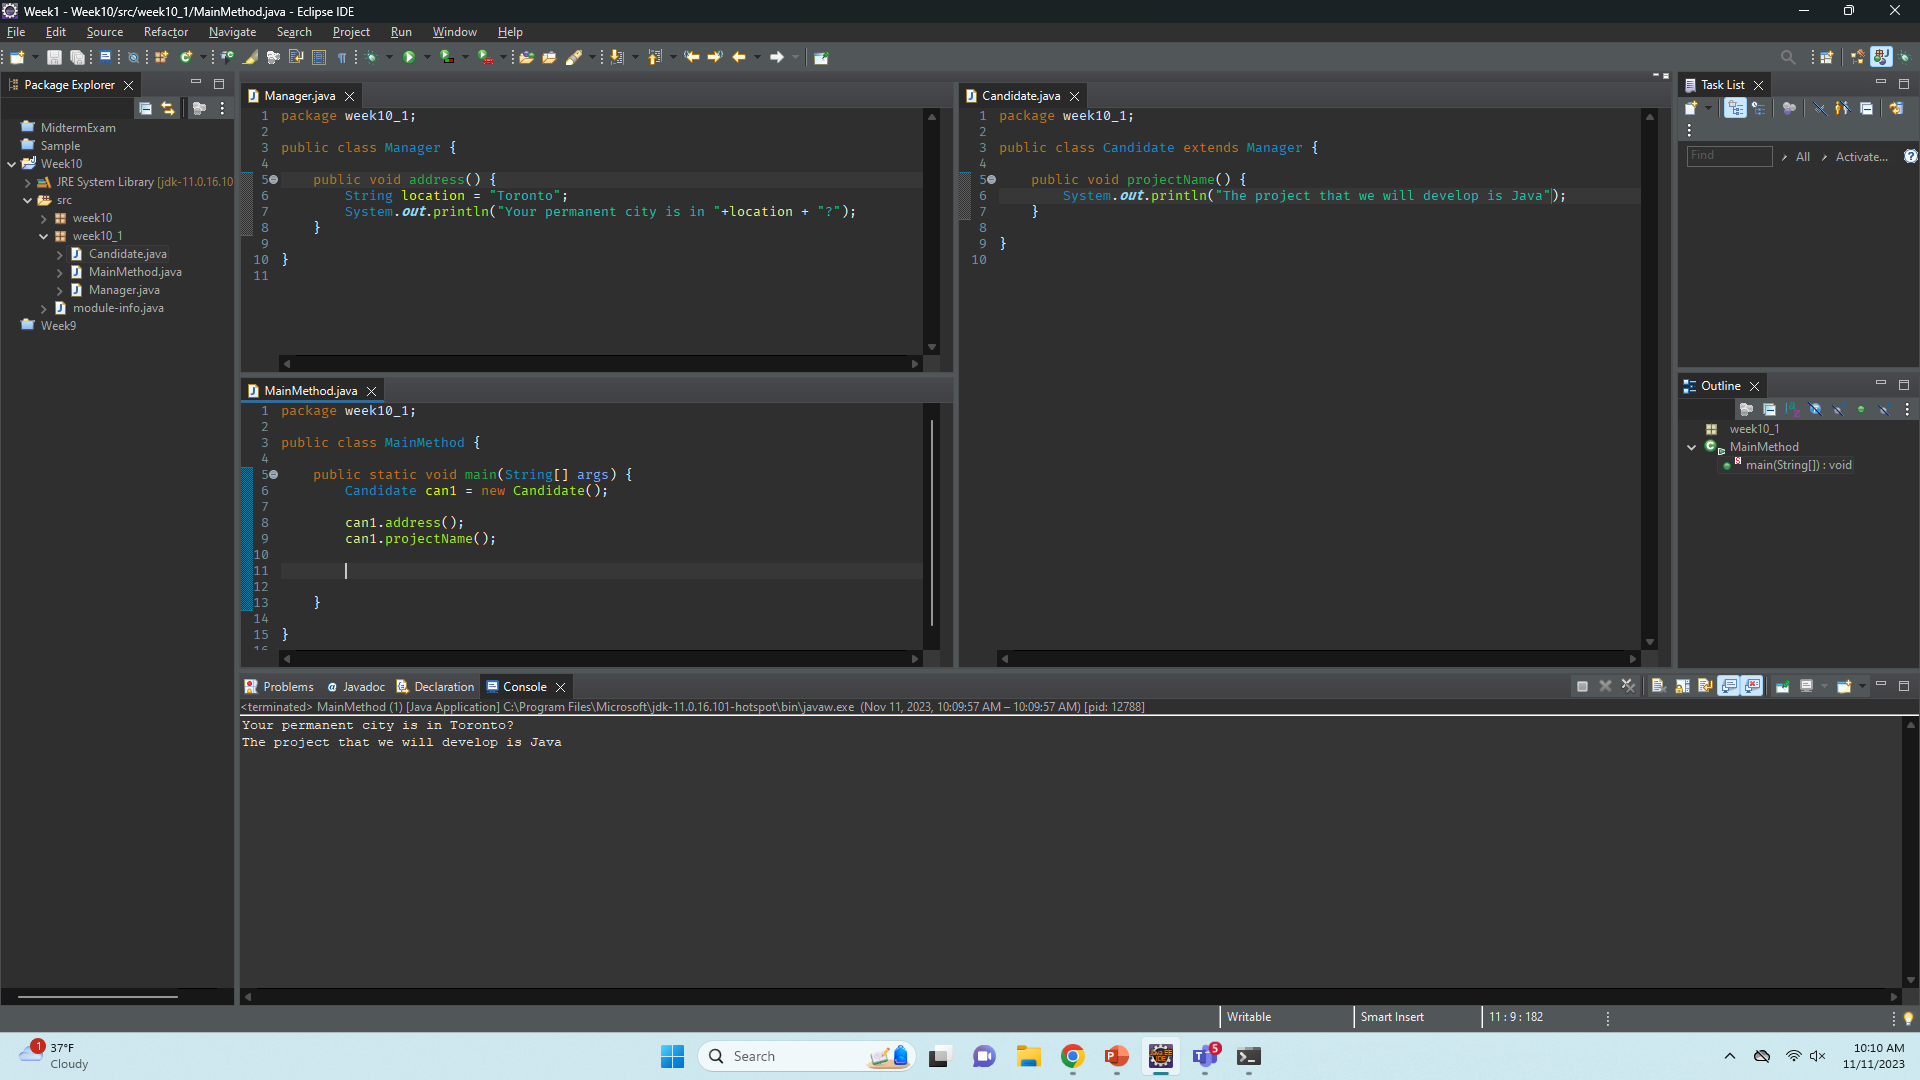 Week1 - Week10/src/week10_1/MainMethod.java - Eclipse IDE
File Edit Source Refactor Navigate Search Project Run Window Help
Package Explorer
MidtermExam
Sample
Week10
JRE System Library [jdk-11.0.16.10
src
week10
week10_1
Candidate.java
MainMethod.java
Manager.java
module-info.java
Week9
Manager.java
1 package week10_1;
2
3 public class Manager {
4
5 public void address() {
6 String location = "Toronto";
7 System.out.println("Your permanent city is in "+location + "?");
8 }
9
10 }
11
MainMethod.java
1 package week10_1;
2
3 public class MainMethod {
4
5 public static void main(String[] args) {
6 Candidate can1 = new Candidate();
7
8 can1.address();
9 can1.projectName();
10
11
12
13 }
14
15 }
16
Candidate.java
1 package week10_1;
2
3 public class Candidate extends Manager {
4
5 public void projectName() {
6 System.out.println("The project that we will develop is Java");
7 }
8
9 }
10
Task List
Find All Activate...
Outline
week10_1
MainMethod
main(String[]) : void
Problems Javadoc Declaration Console
<terminated> MainMethod (1) [Java Application] C:\Program Files\Microsoft\jdk-11.0.16.101-hotspot\bin\javaw.exe (Nov 11, 2023, 10:09:57 AM – 10:09:57 AM) [pid: 12788]
Your permanent city is in Toronto?
The project that we will develop is Java
Writable Smart Insert 11 : 9 : 182
1 37°F
Cloudy
Search
5
10:10 AM
11/11/2023